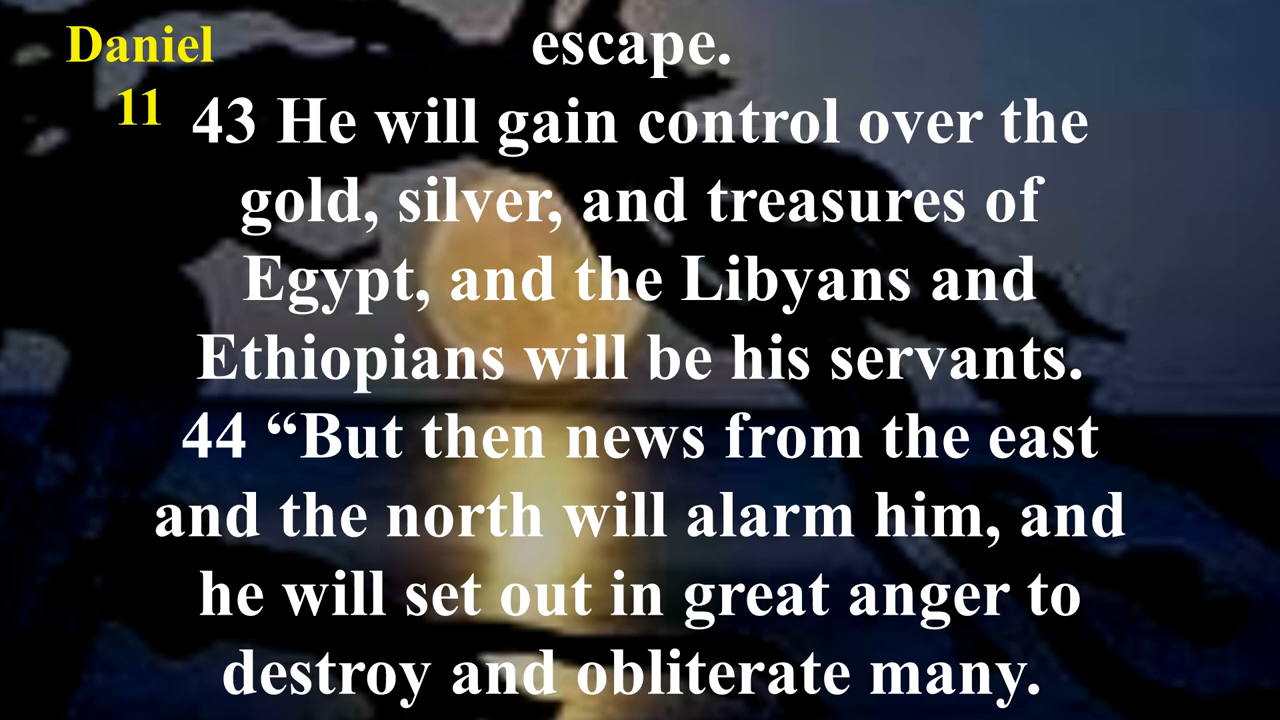 Daniel
11
escape.
43 He will gain control over the
gold, silver, and treasures of
Egypt, and the Libyans and
Ethiopians will be his servants.
44 “But then news from the east
and the north will alarm him, and
he will set out in great anger to
destroy and obliterate many.